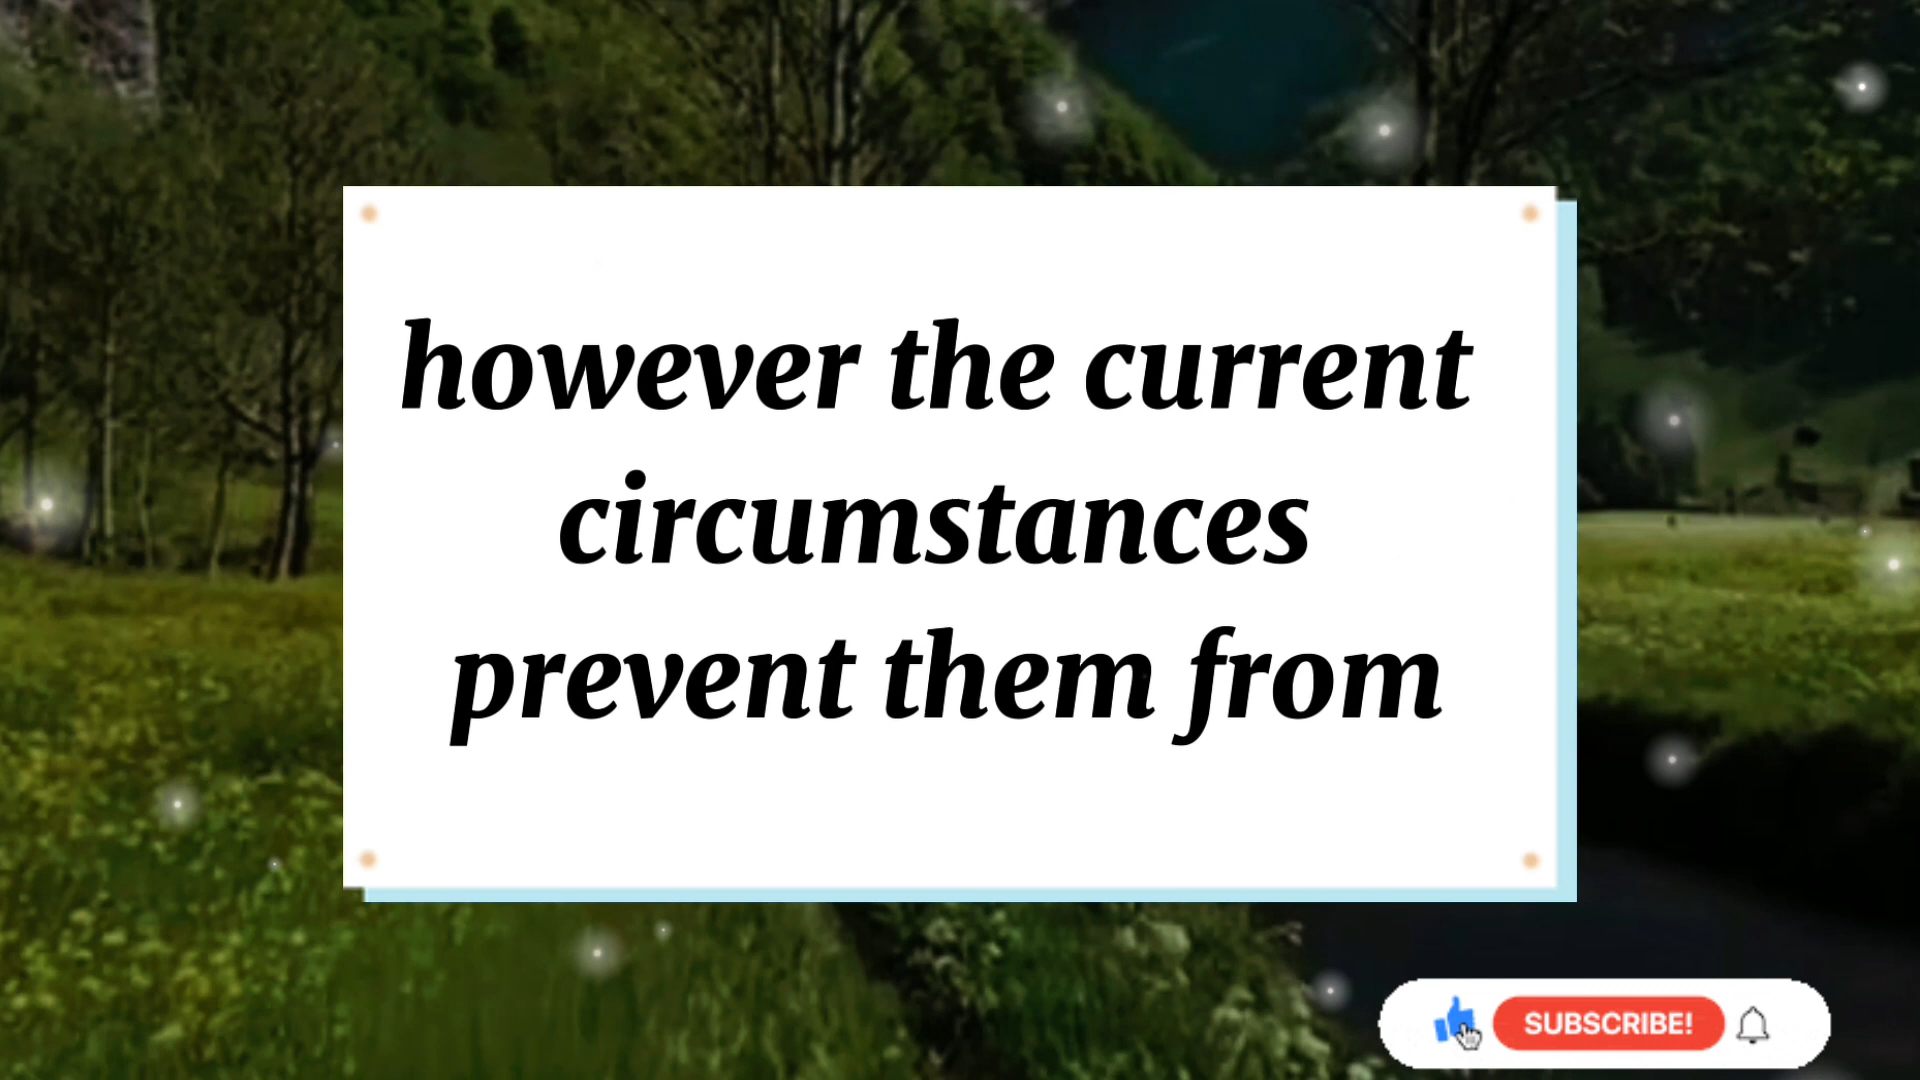 however the current
circumstances
prevent them from
SUBSCRIBE!